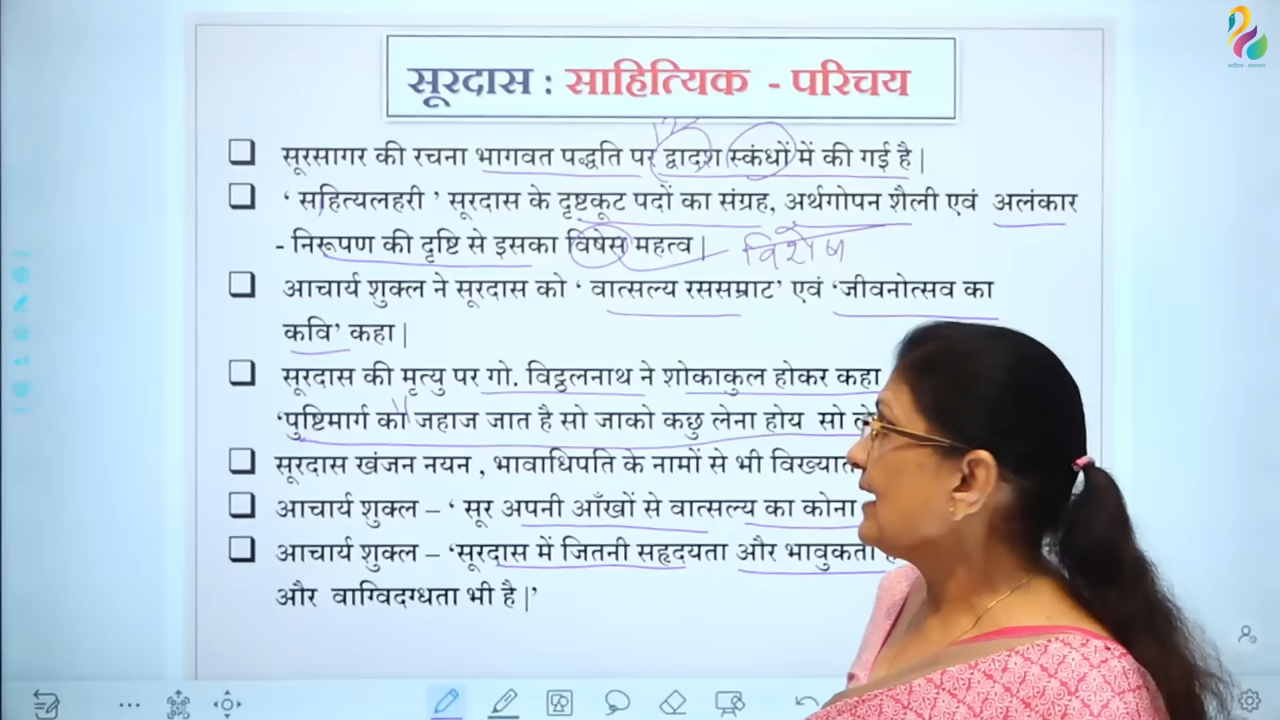 सूरदास : साहित्यिक - परिचय
सूरसागर की रचना भागवत पद्धति पर द्वादश स्कंधों में की गई है |
‘ सहित्यलहरी ’ सूरदास के दृष्टकूट पदों का संग्रह, अर्थगोपन शैली एवं अलंकार
- निरूपण की दृष्टि से इसका विषेस महत्व | विशेष
आचार्य शुक्ल ने सूरदास को ‘ वात्सल्य रससम्राट’ एवं ‘जीवनोत्सव का
कवि’ कहा |
सूरदास की मृत्यु पर गो. विट्ठलनाथ ने शोकाकुल होकर कहा
‘पुष्टिमार्ग को जहाज जात है सो जाको कछु लेना होय सो
सूरदास खंजन नयन , भावाधिपति के नामों से भी विख्यात
आचार्य शुक्ल – ‘ सूर अपनी आँखों से वात्सल्य का कोना
आचार्य शुक्ल – ‘सूरदास में जितनी सहृदयता और भावुकता
और वाग्विदग्धता भी है |’